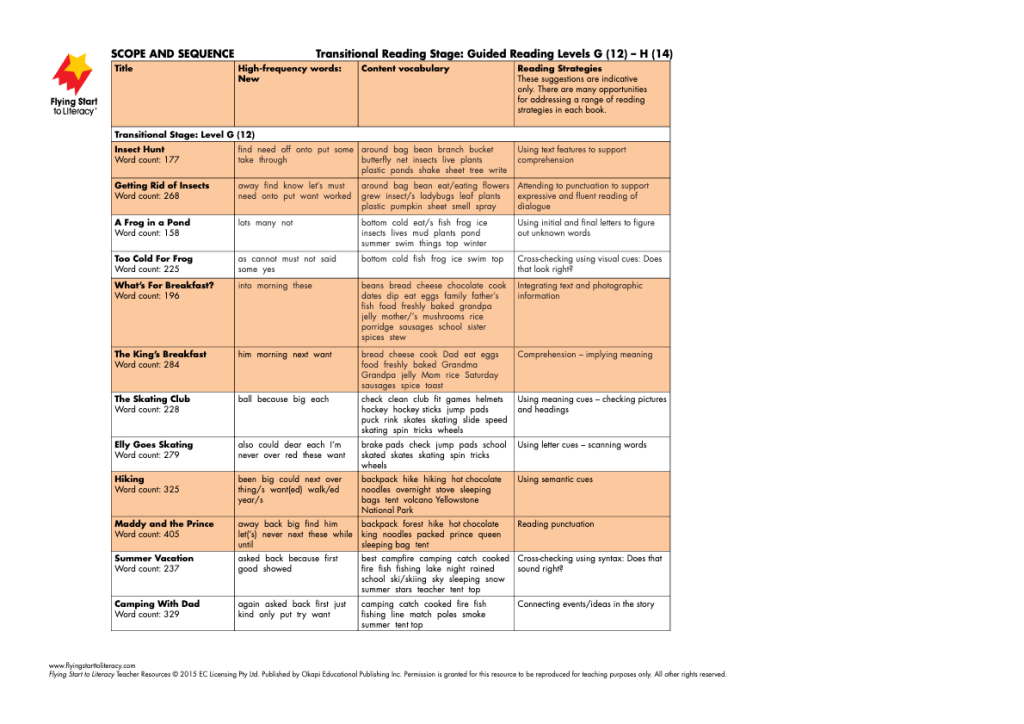 SCOPE AND SEQUENCE Transitional Reading Stage: Guided Reading Levels G (12) – H (14)
Flying Start
to Literacy™
Title
High-frequency words:
New
Content vocabulary
Reading Strategies
These suggestions are indicative
only. There are many opportunities
for addressing a range of reading
strategies in each book.
Transitional Stage: Level G (12)
Insect Hunt
Word count: 177
find need off onto put some
take through
around bag bean branch bucket
butterfly net insects live plants
plastic ponds shake sheet tree write
Using text features to support
comprehension
Getting Rid of Insects
Word count: 268
away find know let's must
need onto put want worked
around bag bean eat/eating flowers
grew insect/s ladybugs leaf plants
plastic pumpkin sheet smell spray
Attending to punctuation to support
expressive and fluent reading of
dialogue
A Frog in a Pond
Word count: 158
lots many not
bottom cold eat/s fish frog ice
insects lives mud plants pond
summer swim things top winter
Using initial and final letters to figure
out unknown words
Too Cold For Frog
Word count: 225
as cannot must not said
some yes
bottom cold fish frog ice swim top
Cross-checking using visual cues: Does
that look right?
What's For Breakfast?
Word count: 196
into morning these
beans bread cheese chocolate cook
dates dip eat eggs family father's
fish food freshly baked grandpa
jelly mother/'s mushrooms rice
porridge sausages school sister
spices stew
Integrating text and photographic
information
The King's Breakfast
Word count: 284
him morning next want
bread cheese cook Dad eat eggs
food freshly baked Grandma
Grandpa jelly Mom rice Saturday
sausages spice toast
Comprehension – implying meaning
The Skating Club
Word count: 228
ball because big each
check clean club fit games helmets
hockey hockey sticks jump pads
puck rink skates skating slide speed
skating spin tricks wheels
Using meaning cues – checking pictures
and headings
Elly Goes Skating
Word count: 279
also could dear each I'm
never over red these want
brake pads check jump pads school
skated skates skating spin tricks
wheels
Using letter cues – scanning words
Hiking
Word count: 325
been big could next over
thing/s want(ed) walk/ed
year/s
backpack hike hiking hot chocolate
noodles overnight stove sleeping
bags tent volcano Yellowstone
National Park
Using semantic cues
Maddy and the Prince
Word count: 405
away back big find him
let('s) never next these while
until
backpack forest hike hot chocolate
king noodles packed prince queen
sleeping bag tent
Reading punctuation
Summer Vacation
Word count: 237
asked back because first
good showed
best campfire camping catch cooked
fire fish fishing lake night rained
school ski/skiing sky sleeping snow
summer stars teacher tent top
Cross-checking using syntax: Does that
sound right?
Camping With Dad
Word count: 329
again asked back first just
kind only put try want
camping catch cooked fire fish
fishing line match poles smoke
summer tent top
Connecting events/ideas in the story
www.flyingstarttoliteracy.com
Flying Start to Literacy Teacher Resources © 2015 EC Licensing Pty Ltd. Published by Okapi Educational Publishing Inc. Permission is granted for this resource to be reproduced for teaching purposes only. All other rights reserved.